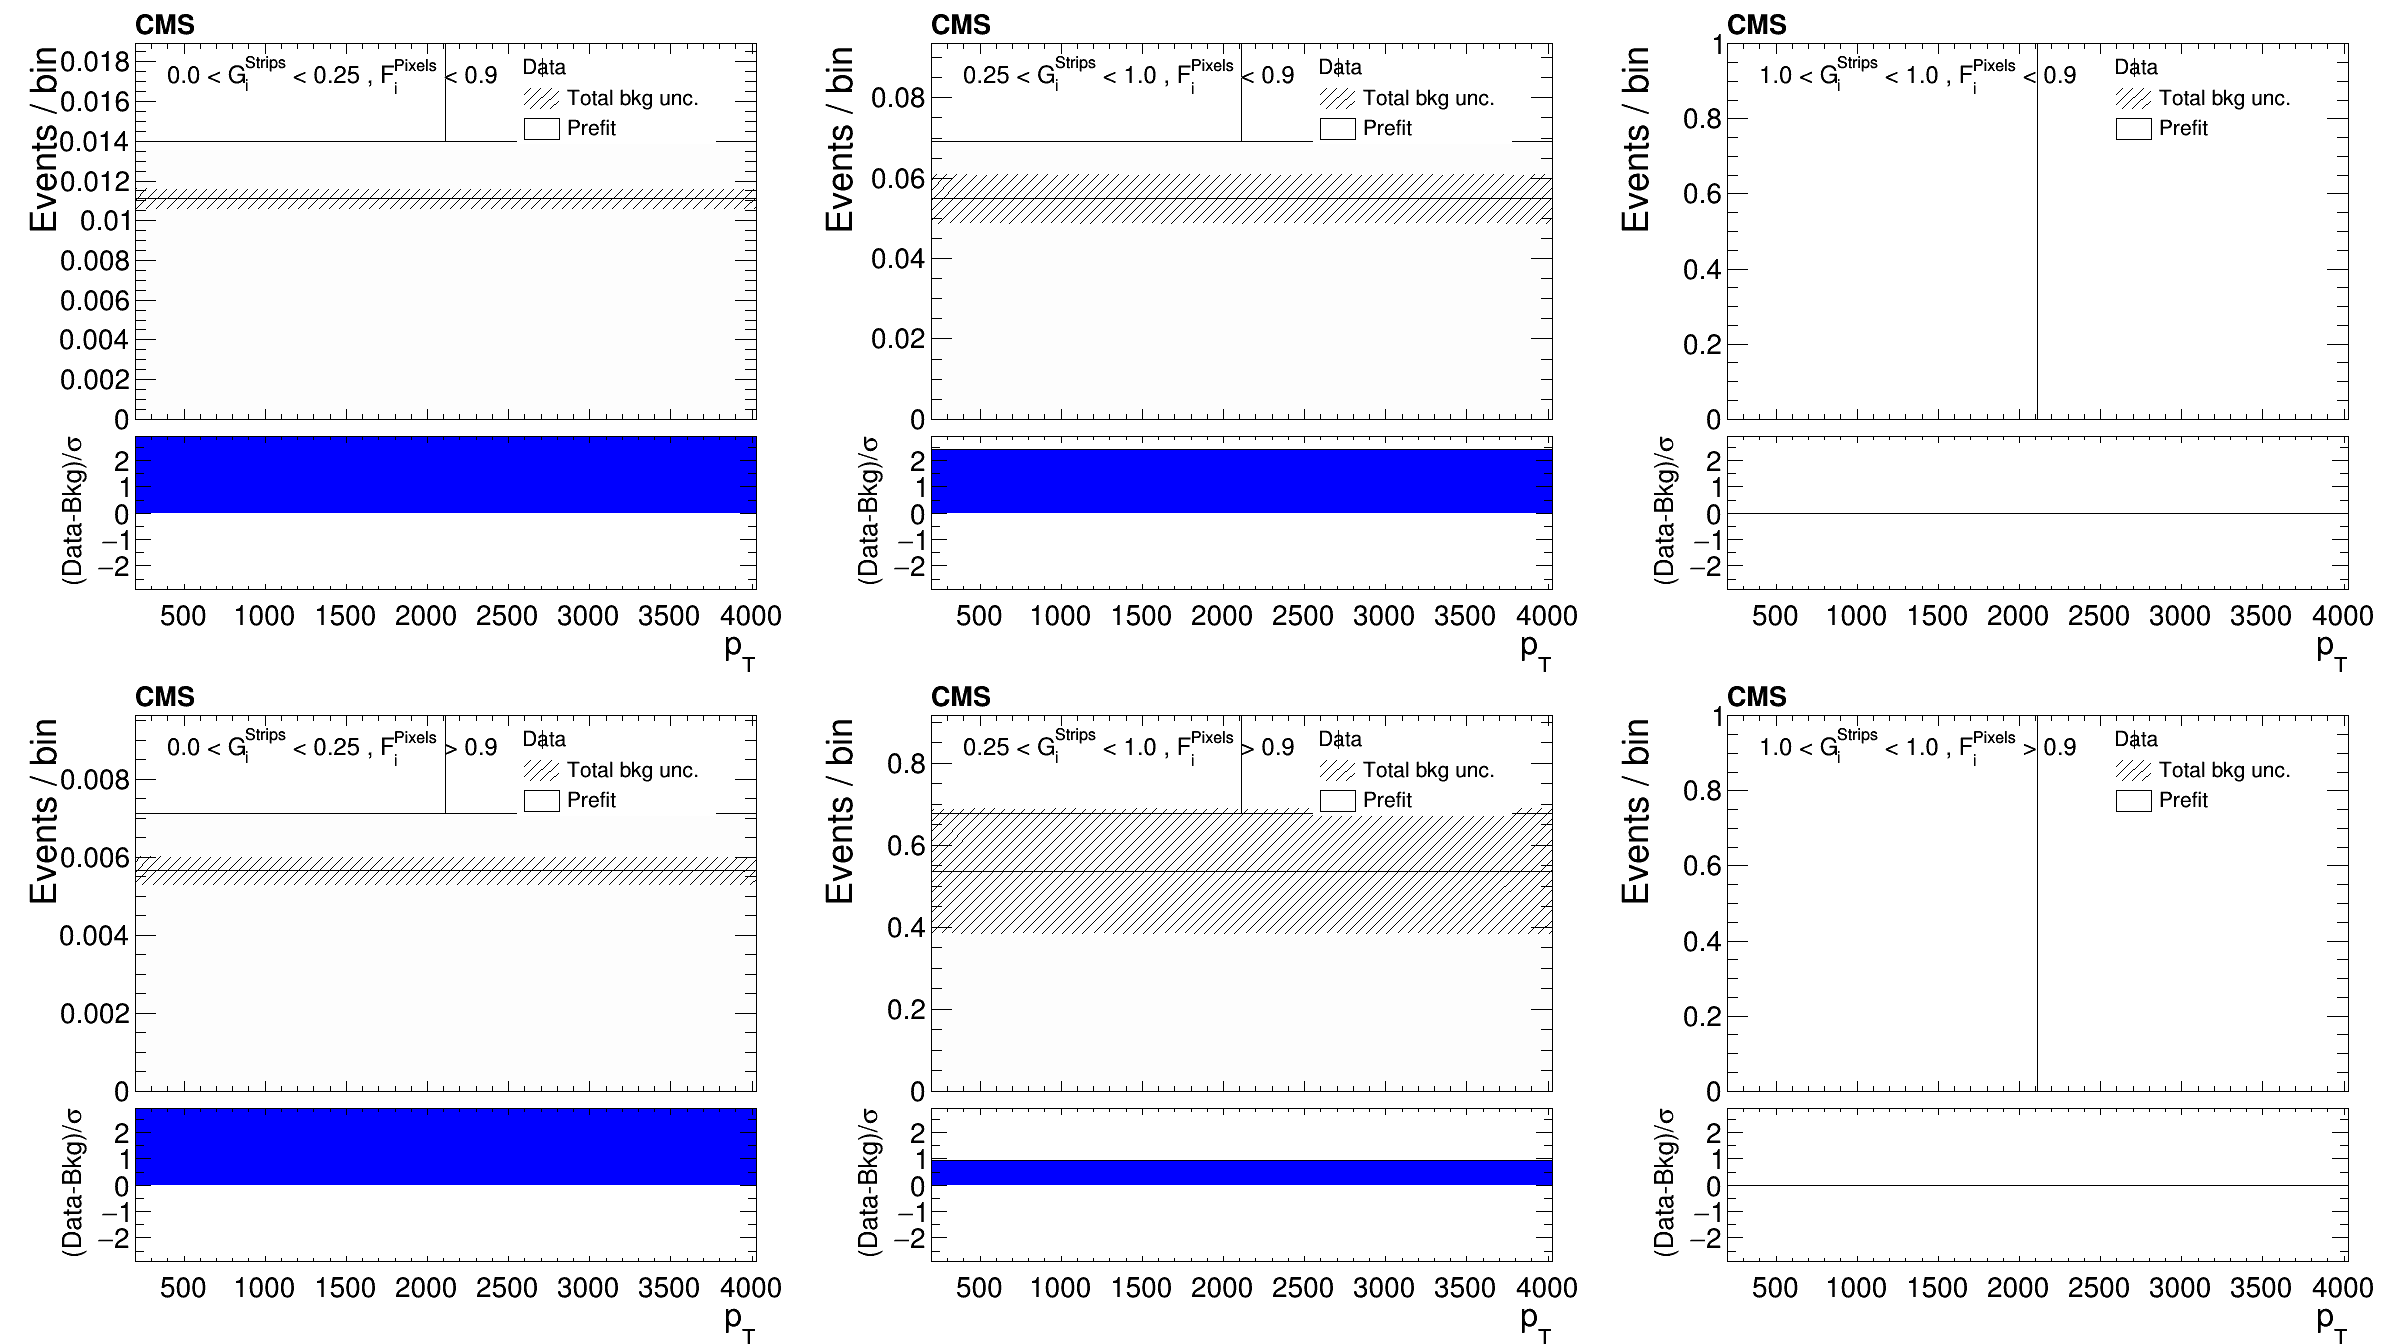 CMS
Events / bin
0.0 < G_i^Strips < 0.25 , F_i^Pixels < 0.9
Data
Total bkg unc.
Prefit
0.018
0.016
0.014
0.012
0.01
0.008
0.006
0.004
0.002
0
(Data-Bkg)/σ
2
1
0
−1
−2
500 1000 1500 2000 2500 3000 3500 4000
p_T
CMS
Events / bin
0.25 < G_i^Strips < 1.0 , F_i^Pixels < 0.9
Data
Total bkg unc.
Prefit
0.08
0.06
0.04
0.02
0
(Data-Bkg)/σ
2
1
0
−1
−2
500 1000 1500 2000 2500 3000 3500 4000
p_T
CMS
Events / bin
1.0 < G_i^Strips < 1.0 , F_i^Pixels < 0.9
Data
Total bkg unc.
Prefit
1
0.8
0.6
0.4
0.2
0
(Data-Bkg)/σ
2
1
0
−1
−2
500 1000 1500 2000 2500 3000 3500 4000
p_T
CMS
Events / bin
0.0 < G_i^Strips < 0.25 , F_i^Pixels > 0.9
Data
Total bkg unc.
Prefit
0.008
0.006
0.004
0.002
0
(Data-Bkg)/σ
2
1
0
−1
−2
500 1000 1500 2000 2500 3000 3500 4000
p_T
CMS
Events / bin
0.25 < G_i^Strips < 1.0 , F_i^Pixels > 0.9
Data
Total bkg unc.
Prefit
0.8
0.6
0.4
0.2
0
(Data-Bkg)/σ
2
1
0
−1
−2
500 1000 1500 2000 2500 3000 3500 4000
p_T
CMS
Events / bin
1.0 < G_i^Strips < 1.0 , F_i^Pixels > 0.9
Data
Total bkg unc.
Prefit
1
0.8
0.6
0.4
0.2
0
(Data-Bkg)/σ
2
1
0
−1
−2
500 1000 1500 2000 2500 3000 3500 4000
p_T